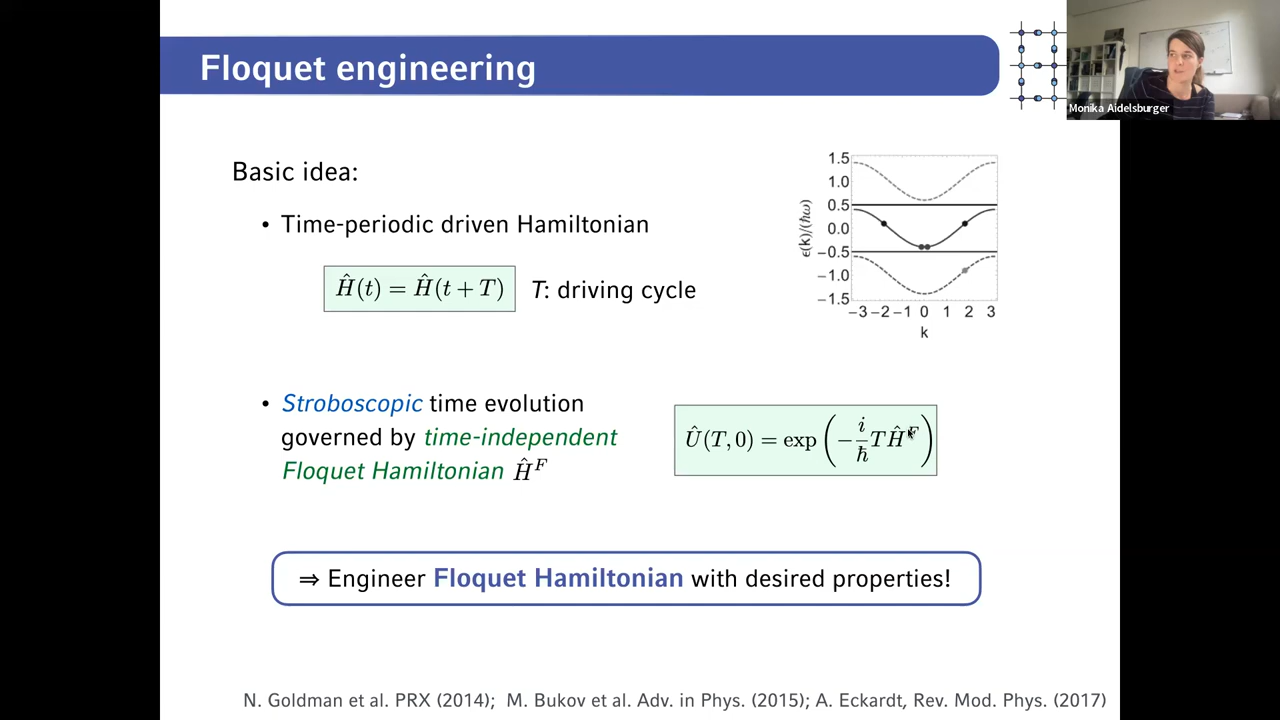 Floquet engineering
Monika Aidelsburger
Basic idea:
• Time-periodic driven Hamiltonian
Ĥ(t) = Ĥ(t + T)
T: driving cycle
1.5
1.0
0.5
0.0
−0.5
−1.0
−1.5
ϵ(k)/(ħω)
−3 −2 −1 0 1 2 3
k
• Stroboscopic time evolution
governed by time-independent
Floquet Hamiltonian Ĥ^F
Û(T, 0) = exp(−i/ħ TĤ^F)
⇒ Engineer Floquet Hamiltonian with desired properties!
N. Goldman et al. PRX (2014); M. Bukov et al. Adv. in Phys. (2015); A. Eckardt, Rev. Mod. Phys. (2017)